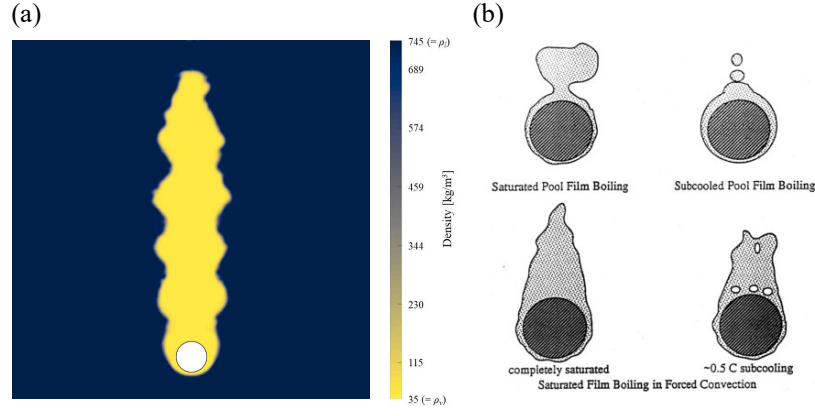 (a)
745 (= ρl)
689
574
459
344
230
115
35 (= ρv)
Density [kg/m³]
(b)
Saturated Pool Film Boiling
Subcooled Pool Film Boiling
completely saturated
~0.5 C subcooling
Saturated Film Boiling in Forced Convection